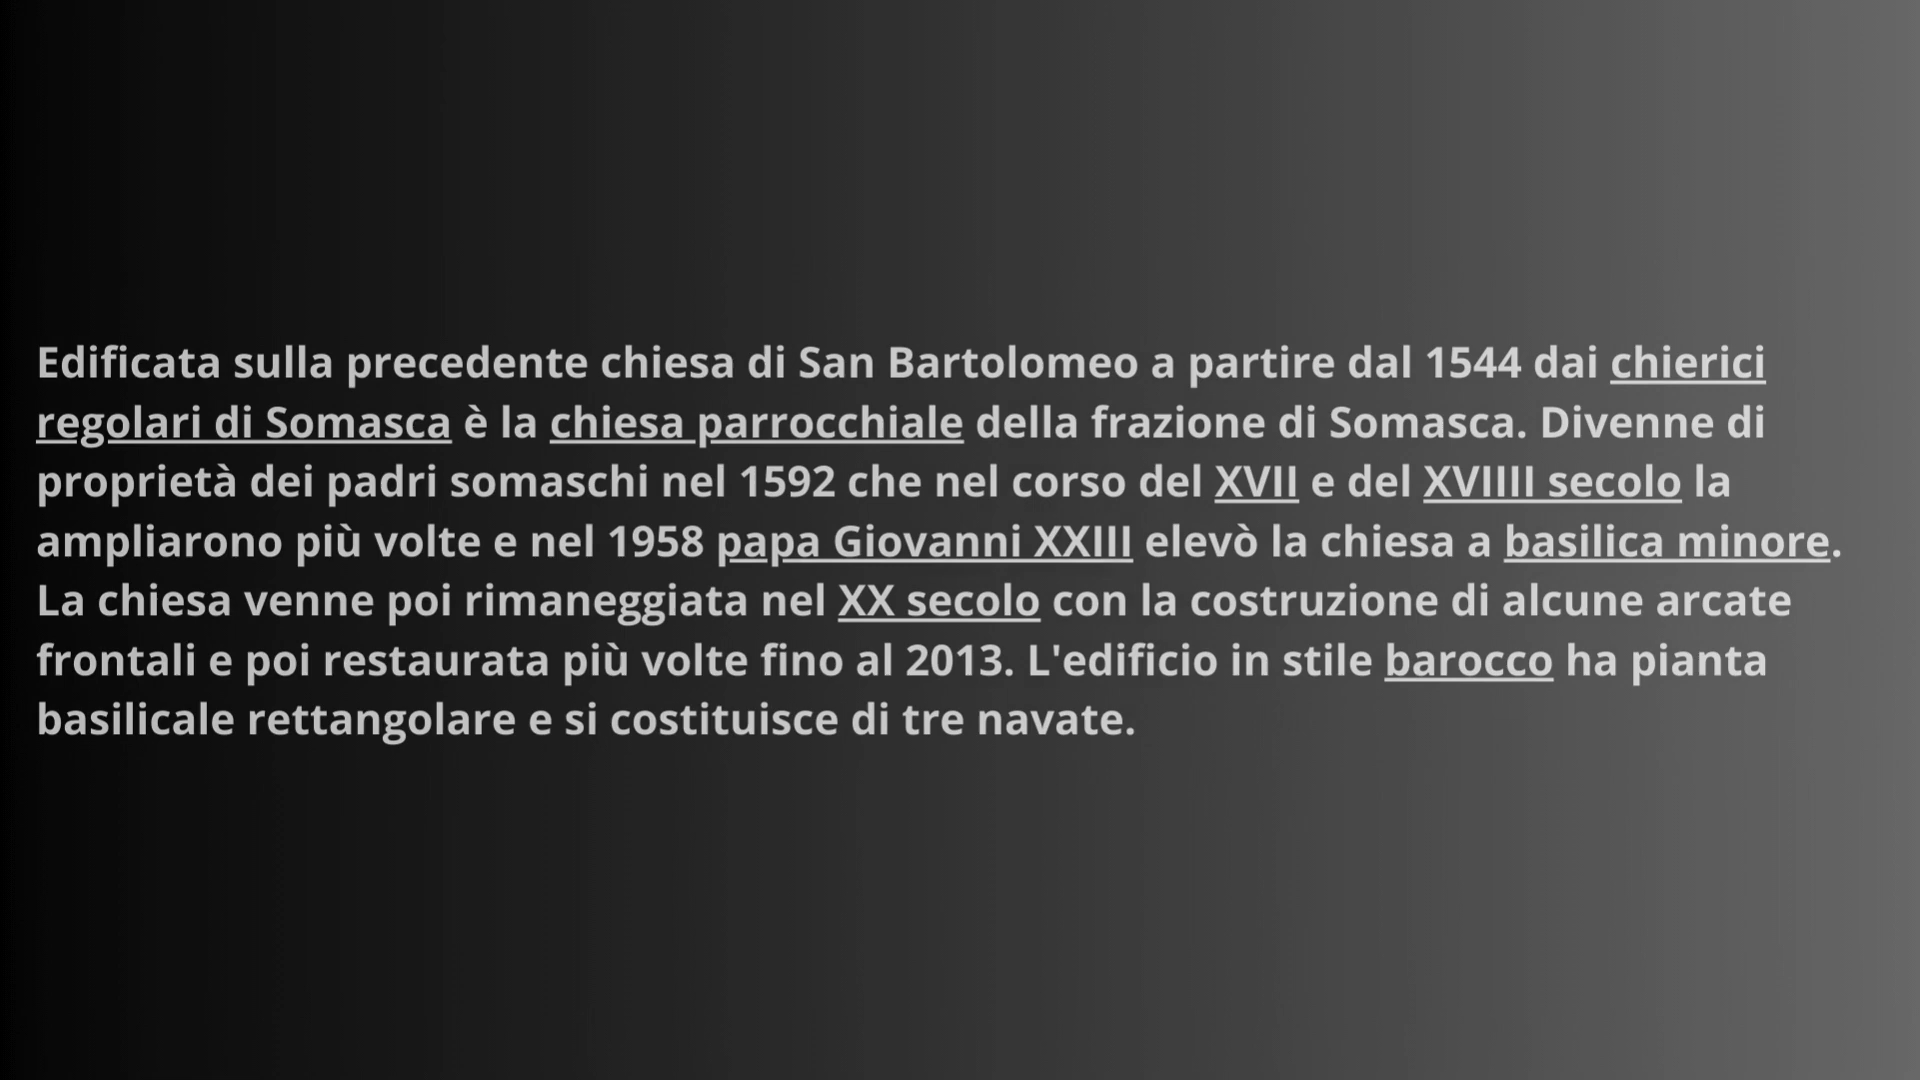 Edificata sulla precedente chiesa di San Bartolomeo a partire dal 1544 dai chierici
regolari di Somasca è la chiesa parrocchiale della frazione di Somasca. Divenne di
proprietà dei padri somaschi nel 1592 che nel corso del XVII e del XVIIII secolo la
ampliarono più volte e nel 1958 papa Giovanni XXIII elevò la chiesa a basilica minore.
La chiesa venne poi rimaneggiata nel XX secolo con la costruzione di alcune arcate
frontali e poi restaurata più volte fino al 2013. L'edificio in stile barocco ha pianta
basilicale rettangolare e si costituisce di tre navate.